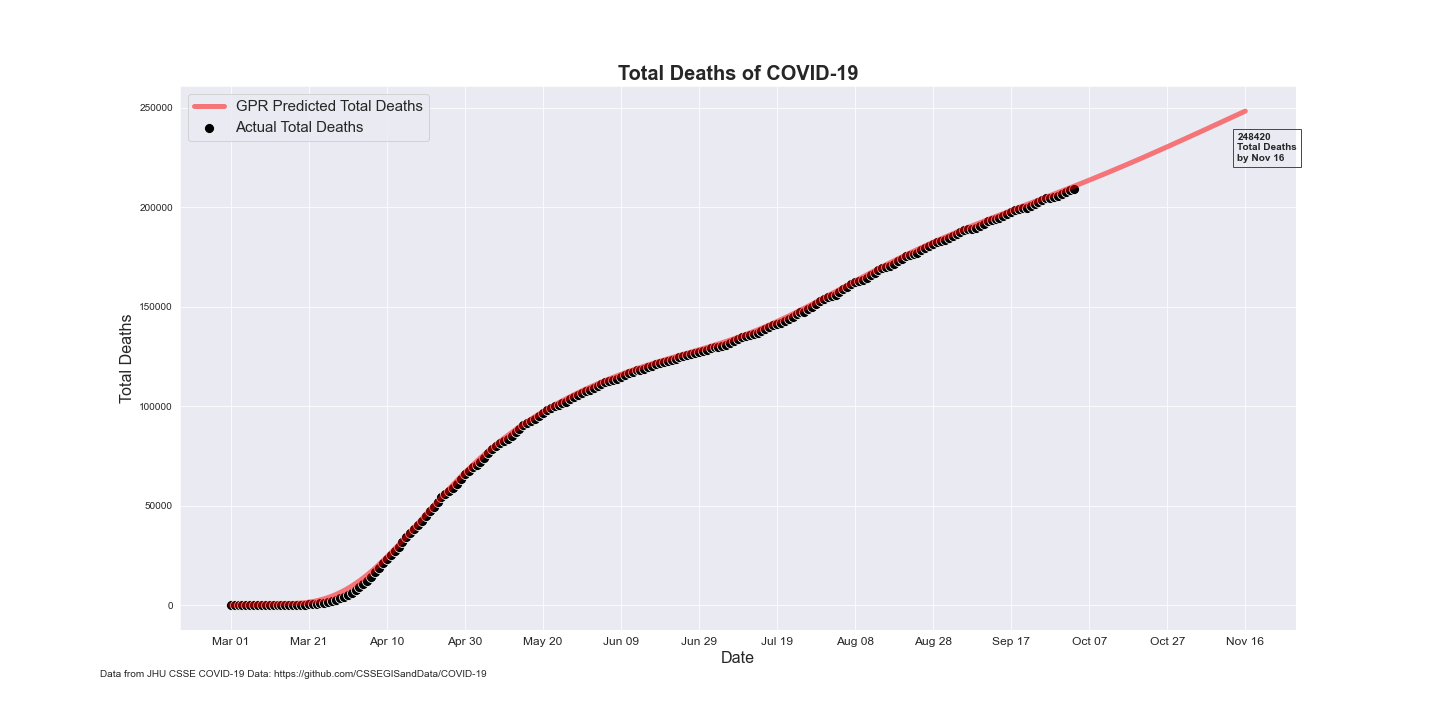 Total Deaths of COVID-19
GPR Predicted Total Deaths
Actual Total Deaths
248420
Total Deaths
by Nov 16
Total Deaths
250000
200000
150000
100000
50000
0
Mar 01
Mar 21
Apr 10
Apr 30
May 20
Jun 09
Jun 29
Jul 19
Aug 08
Aug 28
Sep 17
Oct 07
Oct 27
Nov 16
Date
Data from JHU CSSE COVID-19 Data: https://github.com/CSSEGISandData/COVID-19